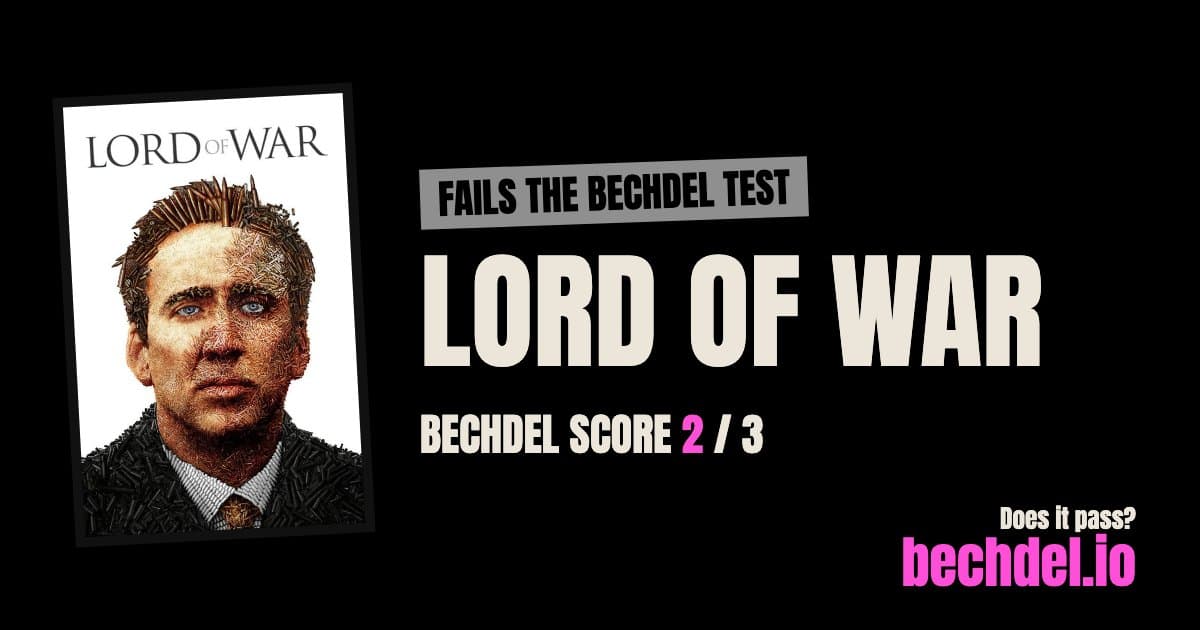 LORD OF WAR
FAILS THE BECHDEL TEST
LORD OF WAR
BECHDEL SCORE 2 / 3
Does it pass?
bechdel.io